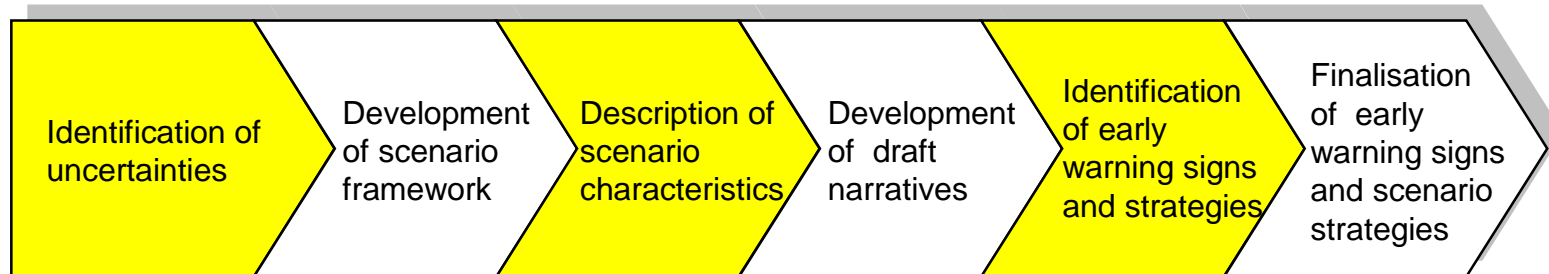 Identification of
uncertainties
Development
of scenario
framework
Description of
scenario
characteristics
Development
of draft
narratives
Identification
of early
warning signs
and strategies
Finalisation
of early
warning signs
and scenario
strategies